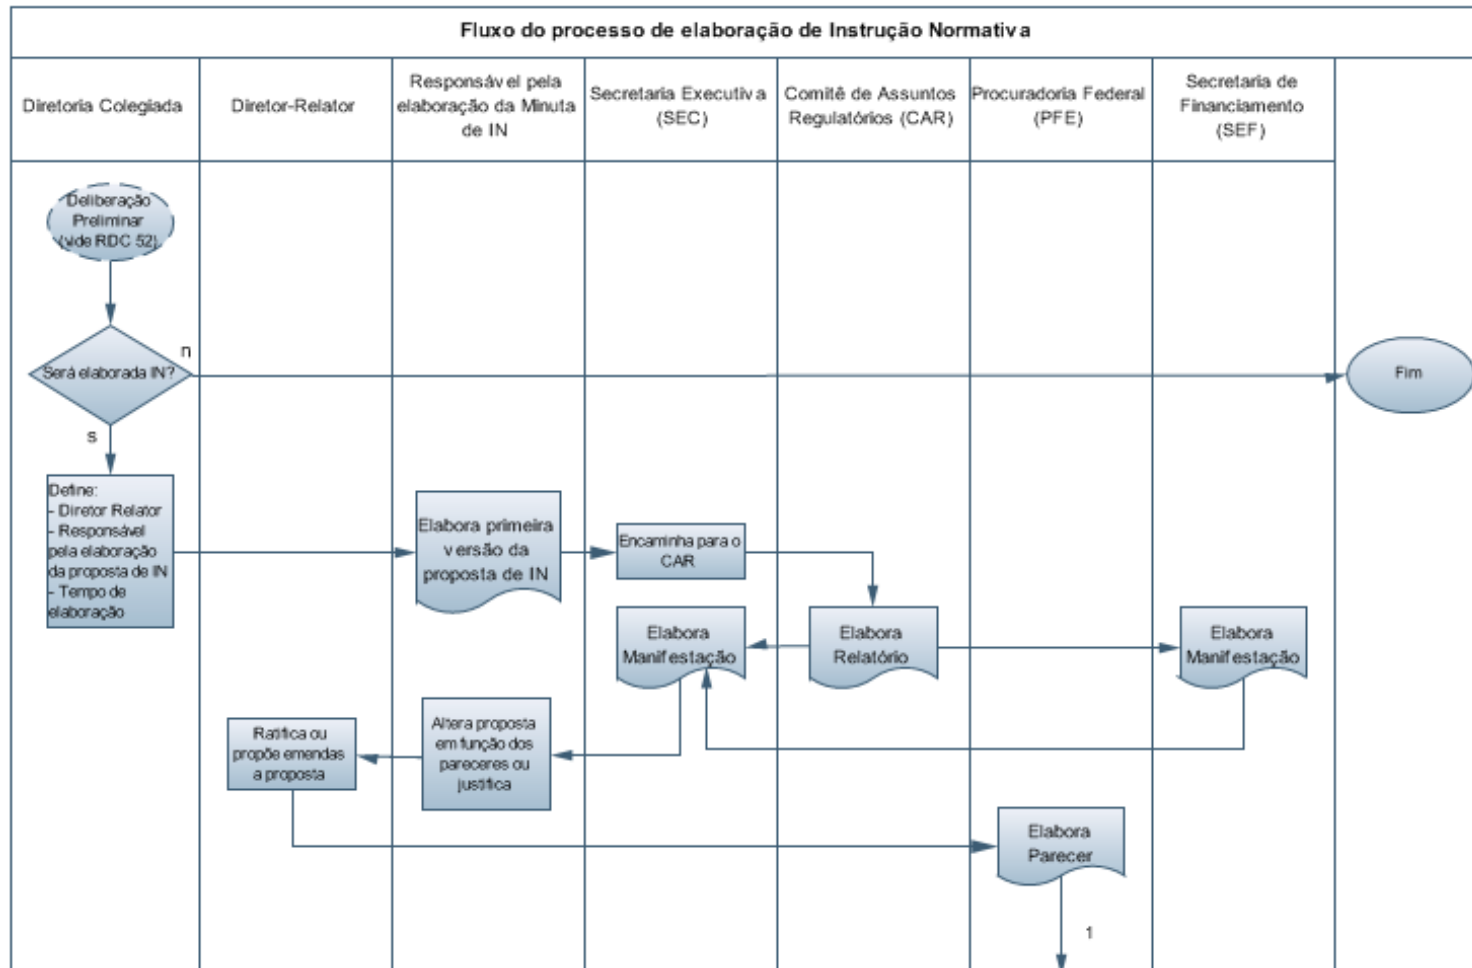 Fluxo do processo de elaboração de Instrução Normativa
Diretoria Colegiada
Diretor-Relator
Responsável pela
elaboração da Minuta
de IN
Secretaria Executiva
(SEC)
Comitê de Assuntos
Regulatórios (CAR)
Procuradoria Federal
(PFE)
Secretaria de
Financiamento
(SEF)
Deliberação
Preliminar
(vide RDC 52)
Será elaborada IN?
n
s
Fim
Define:
- Diretor Relator
- Responsável
pela elaboração
da proposta de IN
- Tempo de
elaboração
Elabora primeira
versão da
proposta de IN
Encaminha para o
CAR
Elabora
Manifestação
Elabora
Relatório
Elabora
Manifestação
Ratifica ou
propõe emendas
a proposta
Altera proposta
em função dos
pareceres ou
justifica
Elabora
Parecer
1